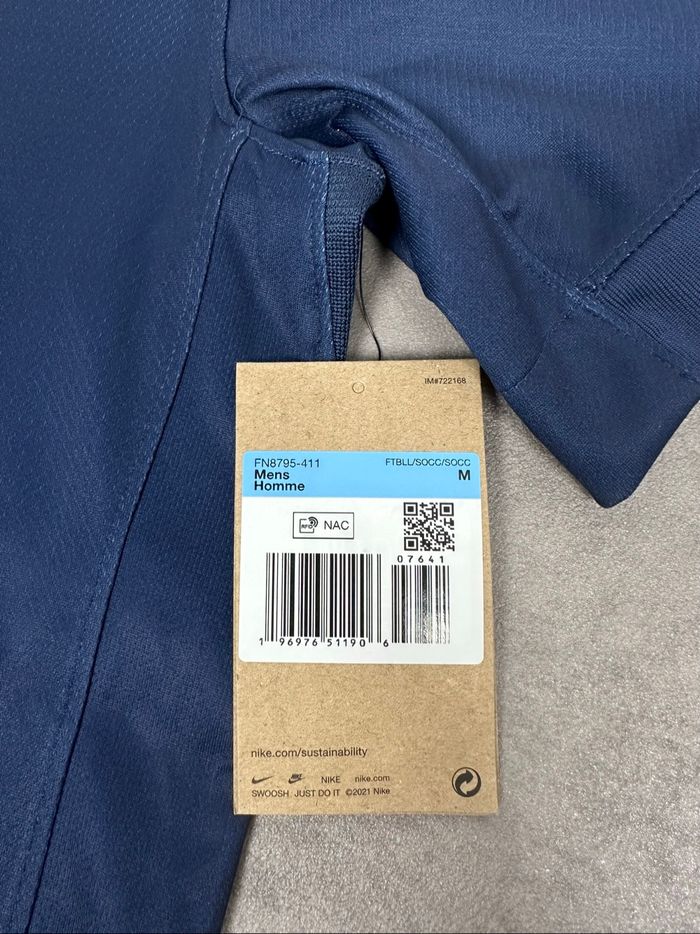 IM#722168
FN8795-411 FTBLL/SOCC/SOCC
Mens M
Homme
RFID NAC
07641
1 96976 51190 6
nike.com/sustainability
NIKE nike.com
SWOOSH JUST DO IT ©2021 Nike